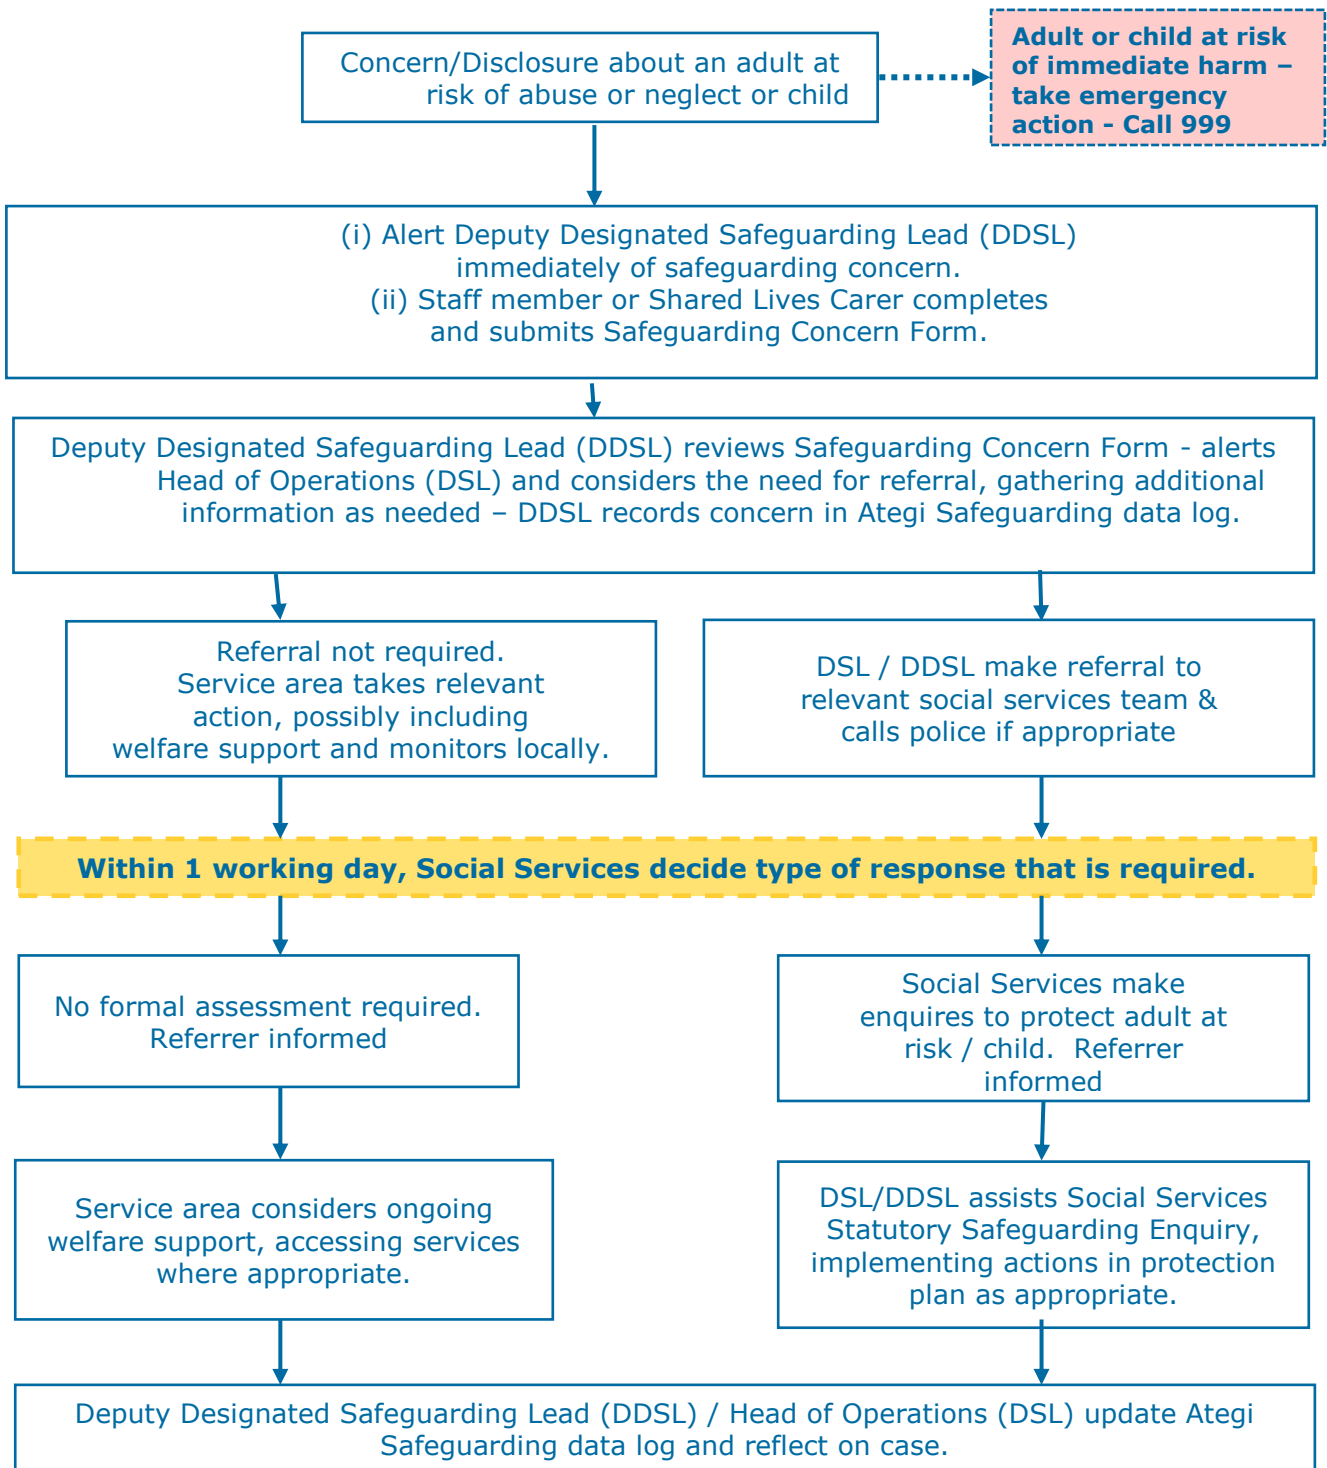 Concern/Disclosure about an adult at
risk of abuse or neglect or child
Adult or child at risk
of immediate harm –
take emergency
action - Call 999
(i) Alert Deputy Designated Safeguarding Lead (DDSL)
immediately of safeguarding concern.
(ii) Staff member or Shared Lives Carer completes
and submits Safeguarding Concern Form.
Deputy Designated Safeguarding Lead (DDSL) reviews Safeguarding Concern Form - alerts
Head of Operations (DSL) and considers the need for referral, gathering additional
information as needed – DDSL records concern in Ategi Safeguarding data log.
Referral not required.
Service area takes relevant
action, possibly including
welfare support and monitors locally.
DSL / DDSL make referral to
relevant social services team &
calls police if appropriate
Within 1 working day, Social Services decide type of response that is required.
No formal assessment required.
Referrer informed
Social Services make
enquires to protect adult at
risk / child.  Referrer
informed
Service area considers ongoing
welfare support, accessing services
where appropriate.
DSL/DDSL assists Social Services
Statutory Safeguarding Enquiry,
implementing actions in protection
plan as appropriate.
Deputy Designated Safeguarding Lead (DDSL) / Head of Operations (DSL) update Ategi
Safeguarding data log and reflect on case.